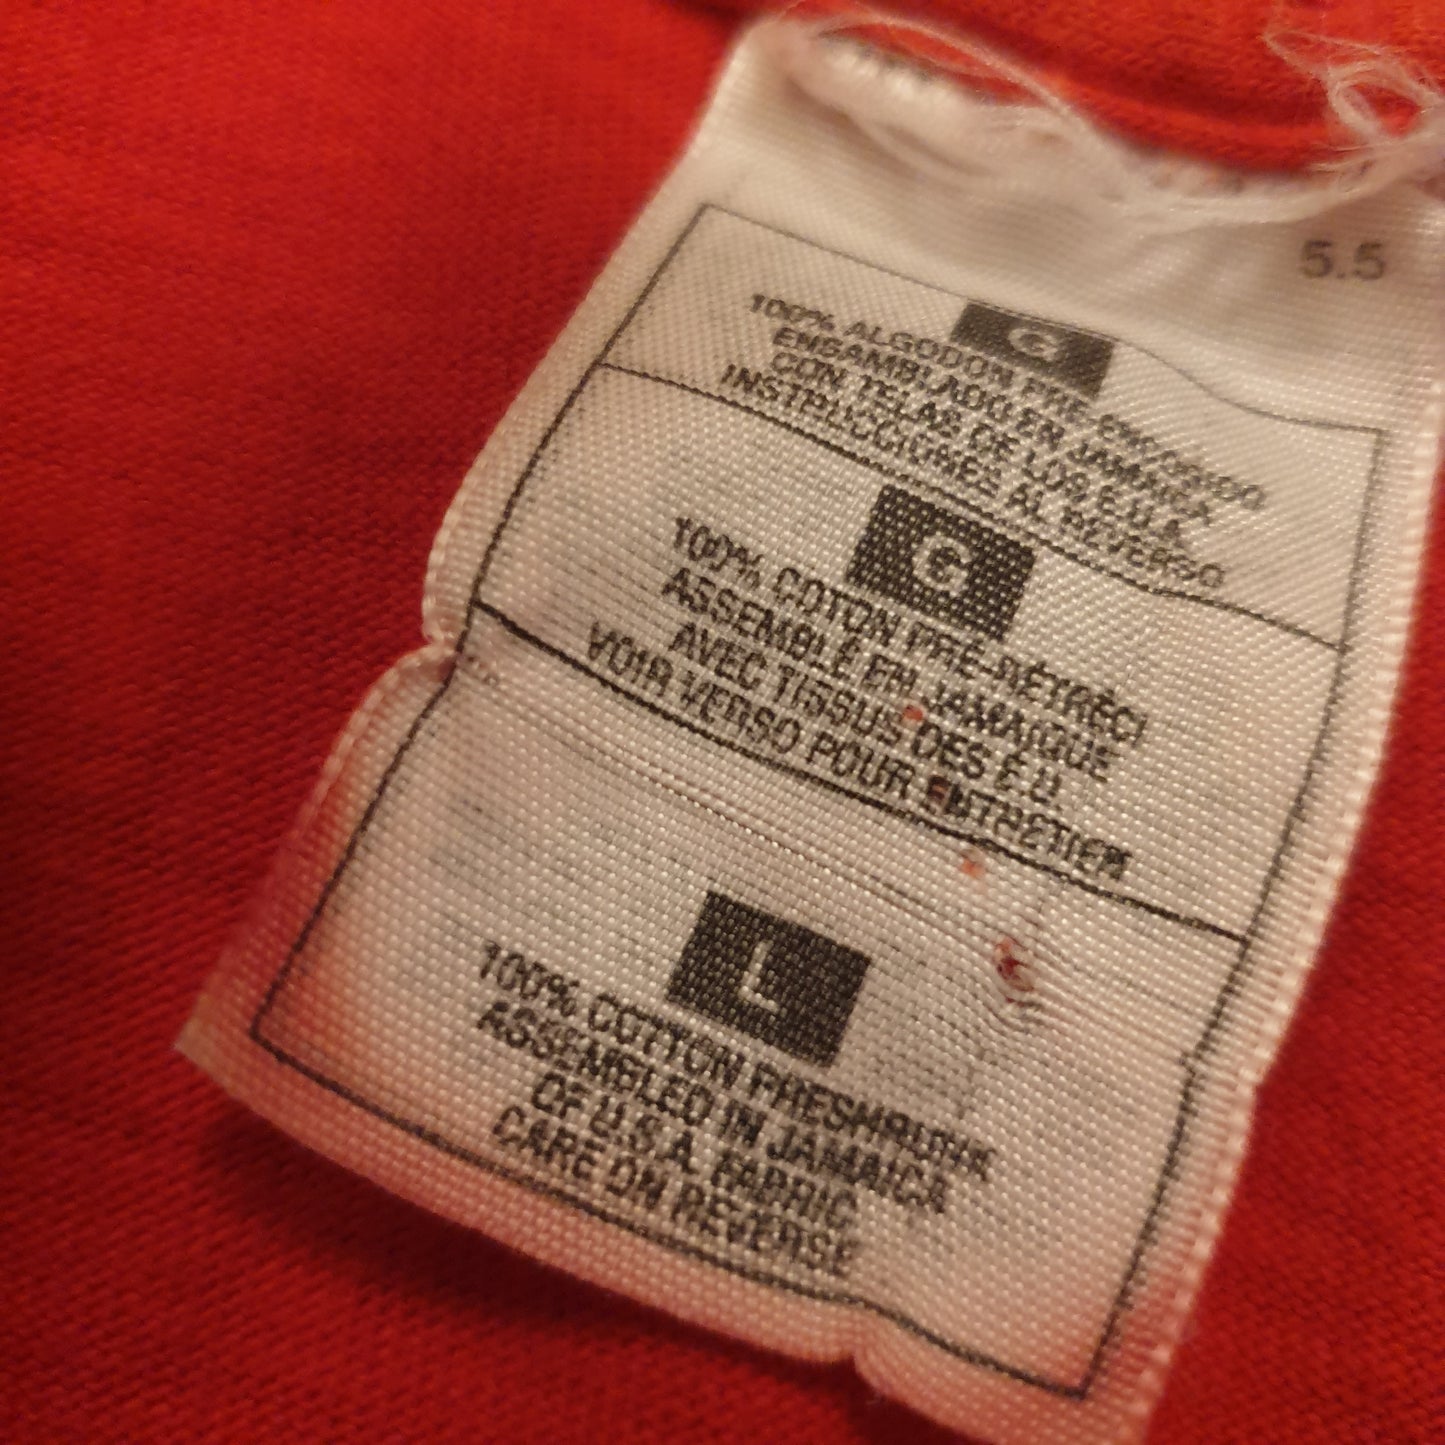 5.5
G
100% ALGODON PRE-ENCOGIDO
ENSAMBLADO EN JAMAICA
CON TELAS DE LOR E.U.A.
INSTRUCCIONES AL REVERSO
G
100% COTON PRÉ-RÉTRÉCI
ASSEMBLÉ EN JAMAIQUE
AVEC TISSUS DES É.U.
VOIR VERSO POUR ENTRETIEN
L
100% COTTON PRESHRUNK
ASSEMBLED IN JAMAICA
OF U.S.A. FABRIC
CARE ON REVERSE